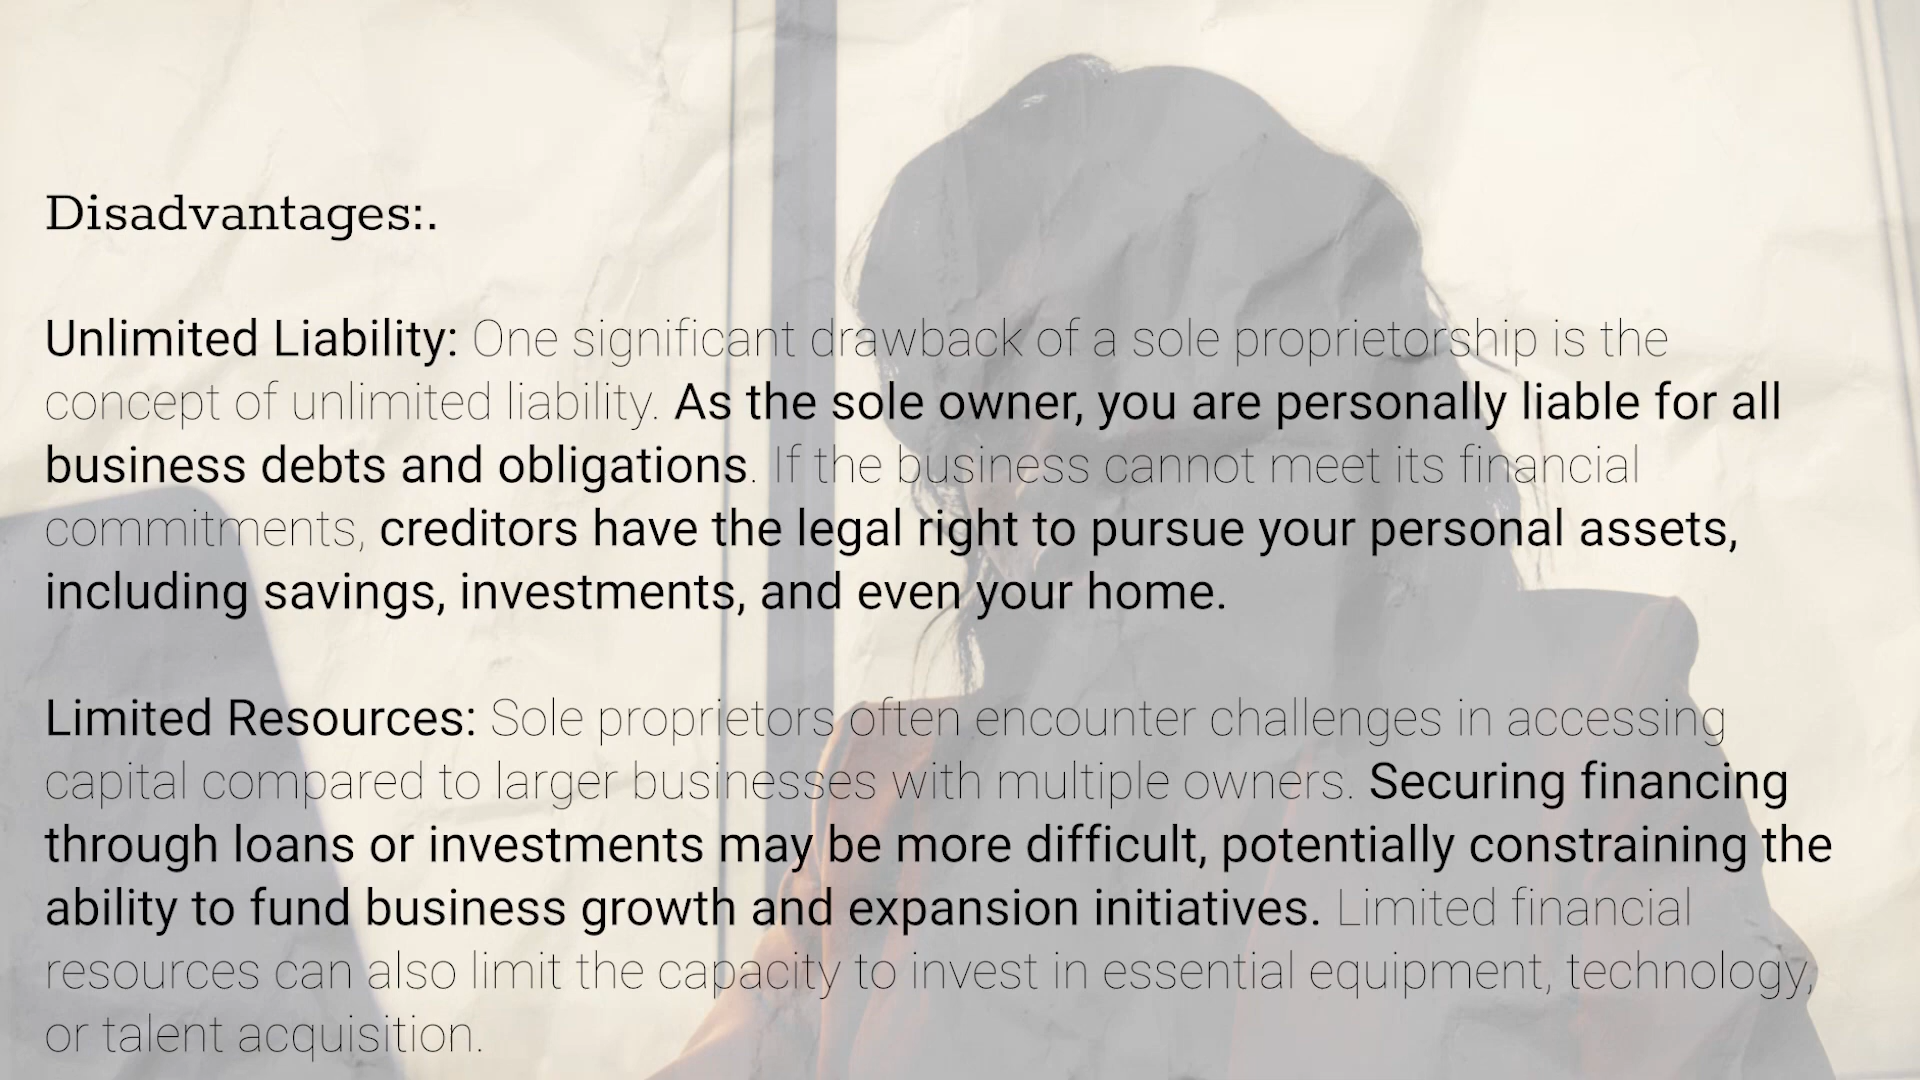 Disadvantages:.
Unlimited Liability: One significant drawback of a sole proprietorship is the
concept of unlimited liability. As the sole owner, you are personally liable for all
business debts and obligations. If the business cannot meet its financial
commitments, creditors have the legal right to pursue your personal assets,
including savings, investments, and even your home.
Limited Resources: Sole proprietors often encounter challenges in accessing
capital compared to larger businesses with multiple owners. Securing financing
through loans or investments may be more difficult, potentially constraining the
ability to fund business growth and expansion initiatives. Limited financial
resources can also limit the capacity to invest in essential equipment, technology,
or talent acquisition.